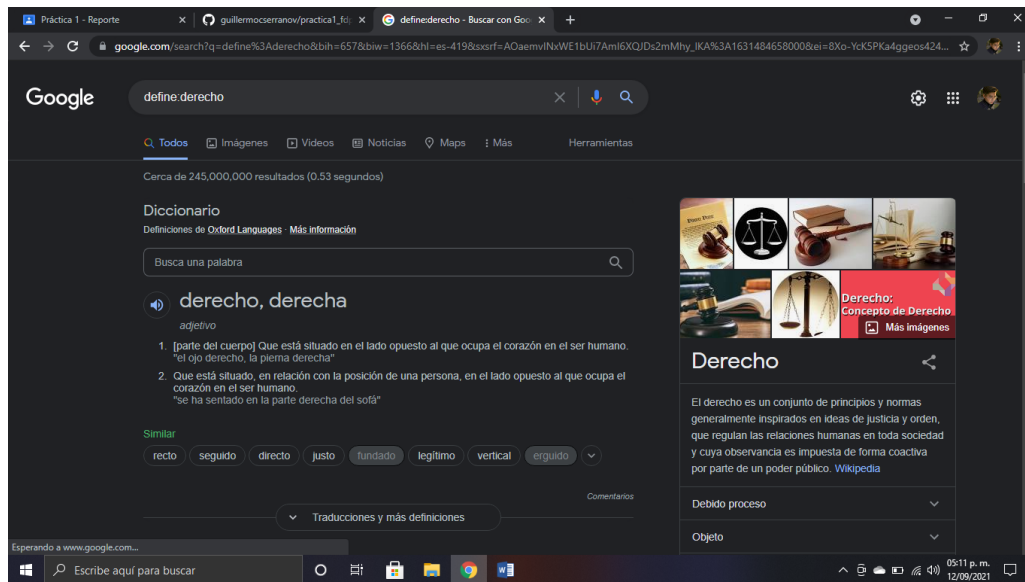 Práctica 1 - Reporte
guillermocserranov/practica1_fdp
define:derecho - Buscar con Goo
google.com/search?q=define%3Aderecho&bih=657&biw=1366&hl=es-419&sxsrf=AOaemvINxWE1bUi7AmI6XQJDs2mMhy_IKA%3A1631484658000&ei=8Xo-YcK5PKa4ggeos424...
Google
define:derecho
Todos
Imágenes
Videos
Noticias
Maps
Más
Herramientas
Cerca de 245,000,000 resultados (0.53 segundos)
Diccionario
Definiciones de Oxford Languages · Más información
Busca una palabra
derecho, derecha
adjetivo
1. [parte del cuerpo] Que está situado en el lado opuesto al que ocupa el corazón en el ser humano.
"el ojo derecho, la pierna derecha"
2. Que está situado, en relación con la posición de una persona, en el lado opuesto al que ocupa el
corazón en el ser humano.
"se ha sentado en la parte derecha del sofá"
Similar
recto
seguido
directo
justo
fundado
legítimo
vertical
erguido
Comentarios
Traducciones y más definiciones
Derecho:
Concepto de Derecho
Más imágenes
Derecho
El derecho es un conjunto de principios y normas
generalmente inspirados en ideas de justicia y orden,
que regulan las relaciones humanas en toda sociedad
y cuya observancia es impuesta de forma coactiva
por parte de un poder público. Wikipedia
Debido proceso
Objeto
Esperando a www.google.com...
Escribe aquí para buscar
05:11 p. m.
12/09/2021